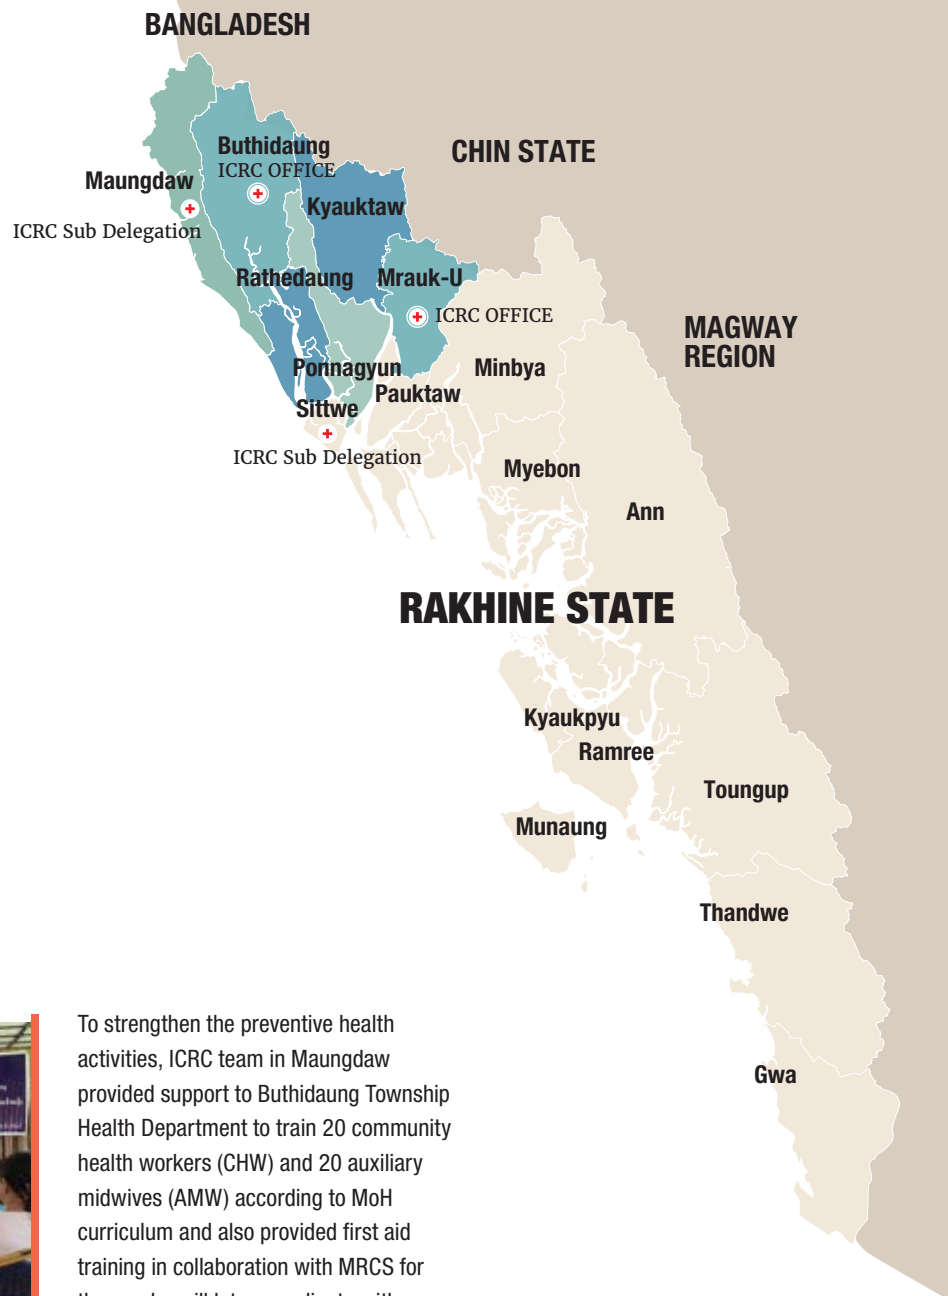 BANGLADESH
CHIN STATE
Buthidaung
ICRC OFFICE
Maungdaw
Kyauktaw
ICRC Sub Delegation
Rathedaung
Mrauk-U
ICRC OFFICE
MAGWAY
REGION
Ponnagyun
Minbya
Pauktaw
Sittwe
ICRC Sub Delegation
Myebon
Ann
RAKHINE STATE
Kyaukpyu
Ramree
Toungup
Munaung
Thandwe
Gwa
To strengthen the preventive health
activities, ICRC team in Maungdaw
provided support to Buthidaung Township
Health Department to train 20 community
health workers (CHW) and 20 auxiliary
midwives (AMW) according to MoH
curriculum and also provided first aid
training in collaboration with MRCS for